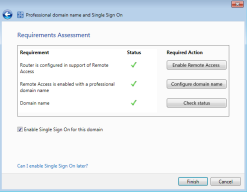 Professional domain name and Single Sign On
Requirements Assessment
Requirement Status Required Action
Router is configured in support of Remote
Access
Enable Remote Access
Remote Access is enabled with a professional
domain name
Configure domain name
Domain name
Check status
Enable Single Sign On for this domain
Can I enable Single Sign On later?
Finish Cancel